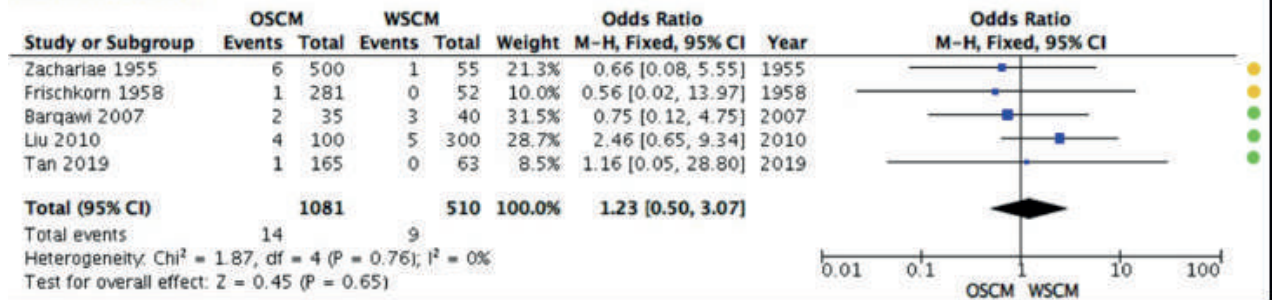 OSCM WSCM Odds Ratio Odds Ratio
Study or Subgroup Events Total Events Total Weight M-H, Fixed, 95% CI Year M-H, Fixed, 95% CI
Zachariae 1955 6 500 1 55 21.3% 0.66 [0.08, 5.55] 1955
Frischkorn 1958 1 281 0 52 10.0% 0.56 [0.02, 13.97] 1958
Barqawi 2007 2 35 3 40 31.5% 0.75 [0.12, 4.75] 2007
Liu 2010 4 100 5 300 28.7% 2.46 [0.65, 9.34] 2010
Tan 2019 1 165 0 63 8.5% 1.16 [0.05, 28.80] 2019
Total (95% CI) 1081 510 100.0% 1.23 [0.50, 3.07]
Total events 14 9
Heterogeneity: Chi² = 1.87, df = 4 (P = 0.76); I² = 0%
Test for overall effect: Z = 0.45 (P = 0.65)
0.01 0.1 1 10 100
OSCM WSCM